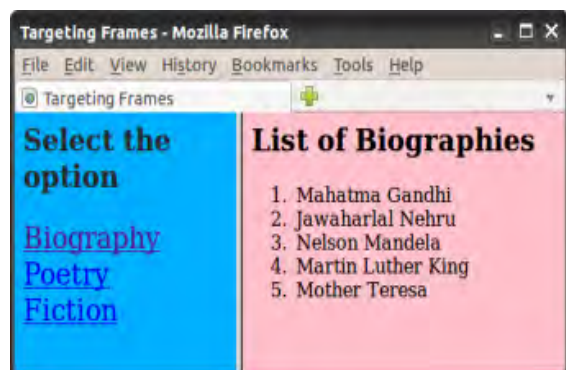 Targeting Frames - Mozilla Firefox
File Edit View History Bookmarks Tools Help
Targeting Frames
Select the
option
Biography
Poetry
Fiction
List of Biographies
1. Mahatma Gandhi
2. Jawaharlal Nehru
3. Nelson Mandela
4. Martin Luther King
5. Mother Teresa